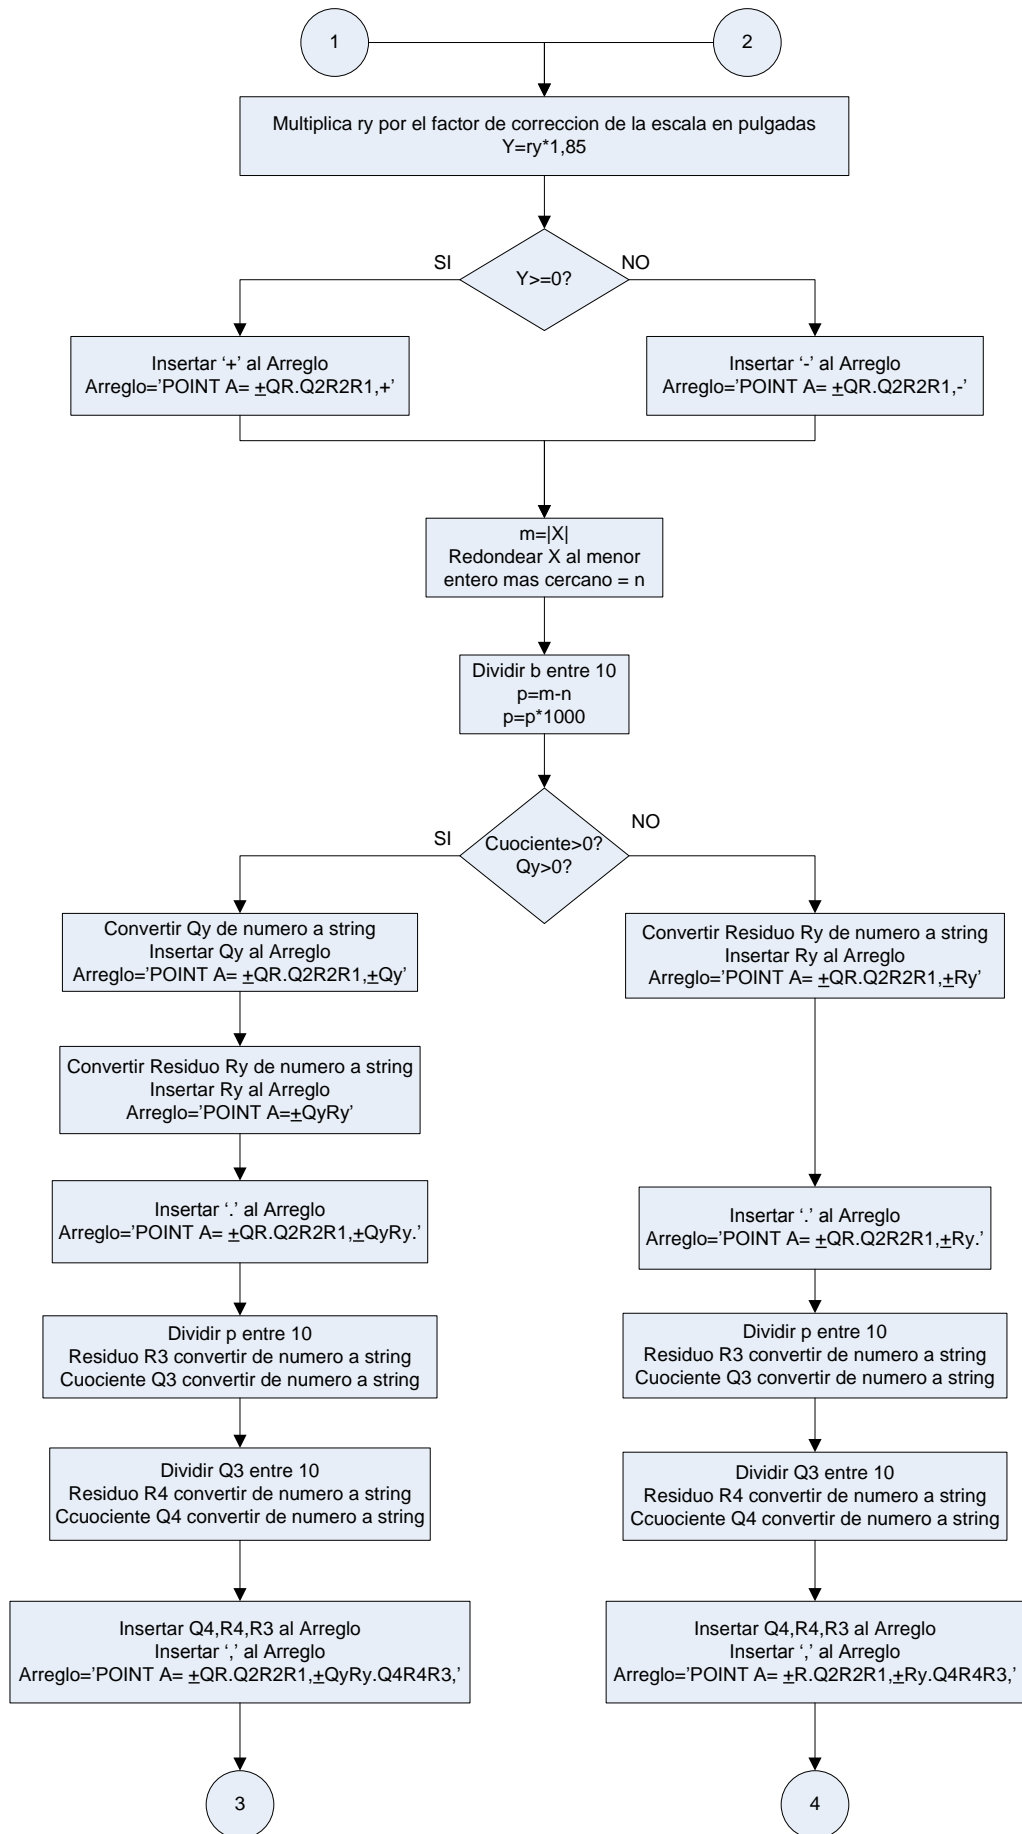 1
2
Multiplica ry por el factor de correccion de la escala en pulgadas
Y=ry*1,85
SI
NO
Y>=0?
Insertar ‘+’ al Arreglo
Arreglo=’POINT A= ±QR.Q2R2R1,+’
Insertar ‘-’ al Arreglo
Arreglo=’POINT A= ±QR.Q2R2R1,-’
m=|X|
Redondear X al menor
entero mas cercano = n
Dividir b entre 10
p=m-n
p=p*1000
SI
NO
Cuociente>0?
Qy>0?
Convertir Qy de numero a string
Insertar Qy al Arreglo
Arreglo=’POINT A= ±QR.Q2R2R1,±Qy’
Convertir Residuo Ry de numero a string
Insertar Ry al Arreglo
Arreglo=’POINT A= ±QR.Q2R2R1,±Ry’
Convertir Residuo Ry de numero a string
Insertar Ry al Arreglo
Arreglo=’POINT A=±QyRy’
Insertar ‘.’ al Arreglo
Arreglo=’POINT A= ±QR.Q2R2R1,±QyRy.’
Insertar ‘.’ al Arreglo
Arreglo=’POINT A= ±QR.Q2R2R1,±Ry.’
Dividir p entre 10
Residuo R3 convertir de numero a string
Cuociente Q3 convertir de numero a string
Dividir p entre 10
Residuo R3 convertir de numero a string
Cuociente Q3 convertir de numero a string
Dividir Q3 entre 10
Residuo R4 convertir de numero a string
Ccuociente Q4 convertir de numero a string
Dividir Q3 entre 10
Residuo R4 convertir de numero a string
Ccuociente Q4 convertir de numero a string
Insertar Q4,R4,R3 al Arreglo
Insertar ‘,’ al Arreglo
Arreglo=’POINT A= ±QR.Q2R2R1,±QyRy.Q4R4R3,’
Insertar Q4,R4,R3 al Arreglo
Insertar ‘,’ al Arreglo
Arreglo=’POINT A= ±R.Q2R2R1,±Ry.Q4R4R3,’
3
4